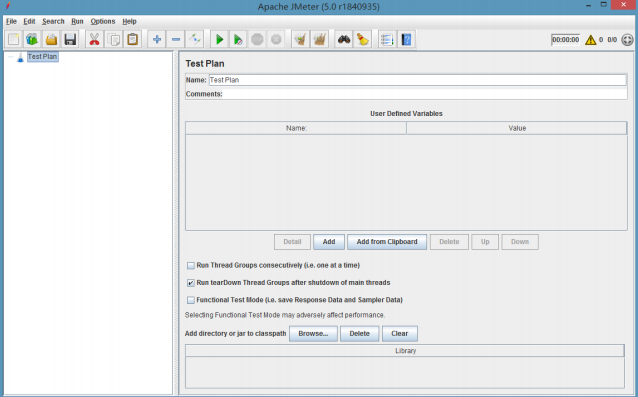 Apache JMeter (5.0 r1840935)
File Edit Search Run Options Help
00:00:00 0 0/0
Test Plan
Test Plan
Name: Test Plan
Comments:
User Defined Variables
Name: Value
Detail Add Add from Clipboard Delete Up Down
Run Thread Groups consecutively (i.e. one at a time)
Run tearDown Thread Groups after shutdown of main threads
Functional Test Mode (i.e. save Response Data and Sampler Data)
Selecting Functional Test Mode may adversely affect performance.
Add directory or jar to classpath Browse... Delete Clear
Library